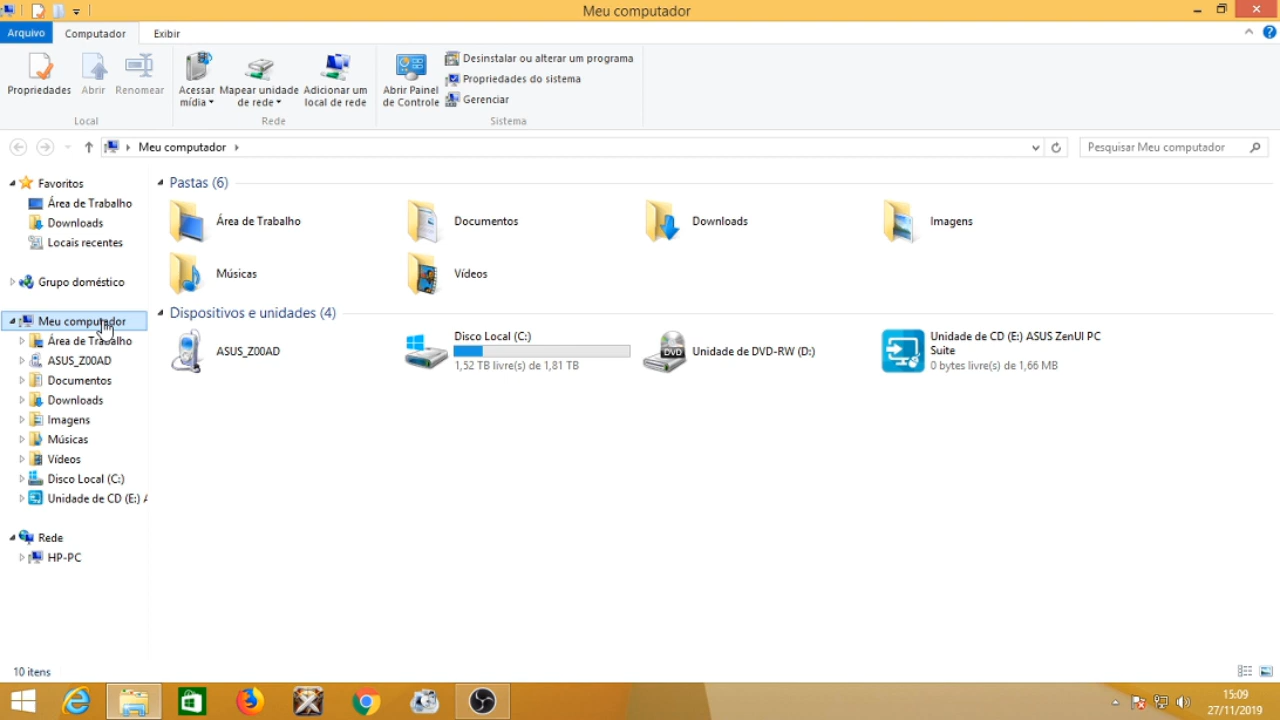 Meu computador
Arquivo
Computador
Exibir
Propriedades
Abrir
Renomear
Acessar mídia
Mapear unidade de rede
Adicionar um local de rede
Abrir Painel de Controle
Desinstalar ou alterar um programa
Propriedades do sistema
Gerenciar
Local
Rede
Sistema
Meu computador
Pesquisar Meu computador
Favoritos
Área de Trabalho
Downloads
Locais recentes
Grupo doméstico
Meu computador
Área de Trabalho
ASUS_Z00AD
Documentos
Downloads
Imagens
Músicas
Vídeos
Disco Local (C:)
Unidade de CD (E:) A
Rede
HP-PC
Pastas (6)
Área de Trabalho
Documentos
Downloads
Imagens
Músicas
Vídeos
Dispositivos e unidades (4)
ASUS_Z00AD
Disco Local (C:)
1,52 TB livre(s) de 1,81 TB
DVD
Unidade de DVD-RW (D:)
Unidade de CD (E:) ASUS ZenUI PC
Suite
0 bytes livre(s) de 1,66 MB
10 itens
15:09
27/11/2019